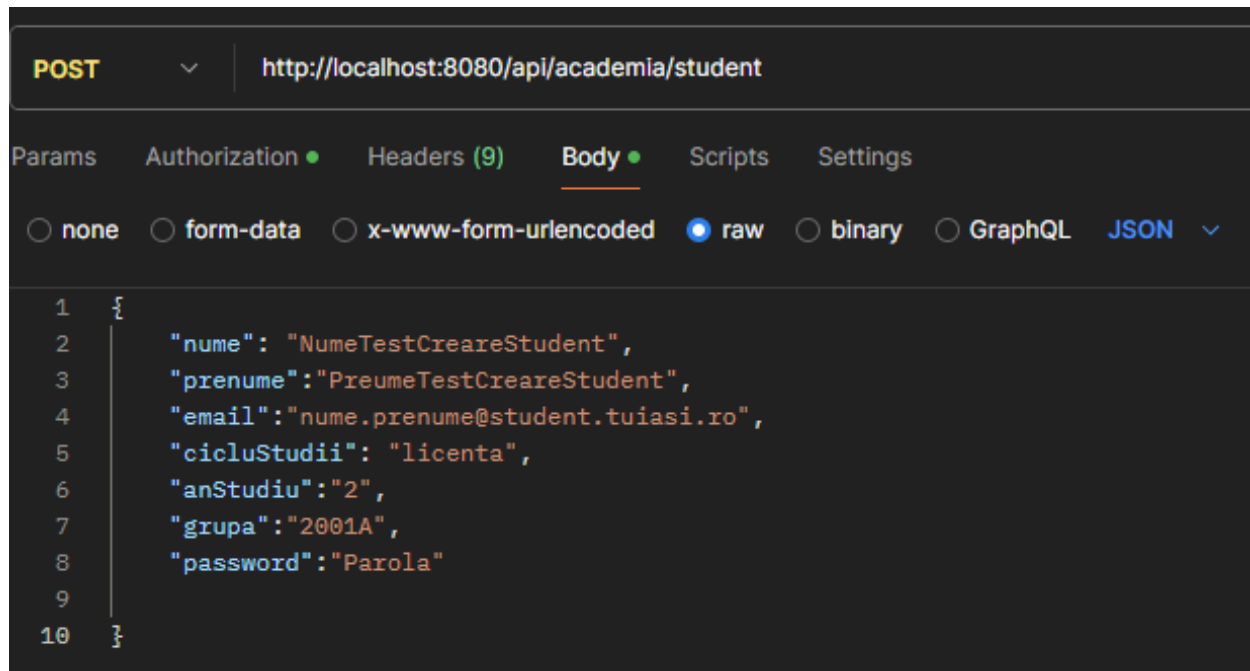 POST http://localhost:8080/api/academia/student
Params Authorization Headers (9) Body Scripts Settings
none form-data x-www-form-urlencoded raw binary GraphQL JSON
1 {
2 "nume": "NumeTestCreareStudent",
3 "prenume":"PreumeTestCreareStudent",
4 "email":"nume.prenume@student.tuiasi.ro",
5 "cicluStudii": "licenta",
6 "anStudiu":"2",
7 "grupa":"2001A",
8 "password":"Parola"
9
10 }